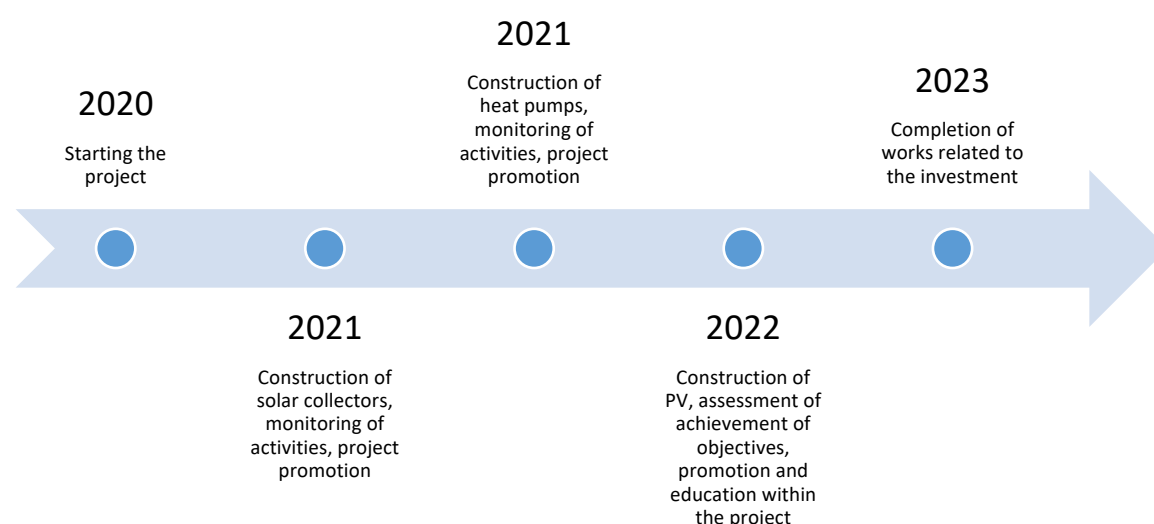 2020
Starting the
project
2021
Construction of
solar collectors,
monitoring of
activities, project
promotion
2021
Construction of
heat pumps,
monitoring of
activities, project
promotion
2022
Construction of
PV, assessment of
achievement of
objectives,
promotion and
education within
the project
2023
Completion of
works related to
the investment